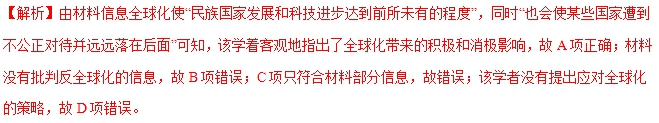 【解析】由材料信息全球化使“民族国家发展和科技进步达到前所未有的程度”，同时“也会使某些国家遭到
不公正对待并远远落在后面”可知，该学着客观地指出了全球化带来的积极和消极影响，故 A 项正确；材料
没有批判反全球化的信息，故 B 项错误；C 项只符合材料部分信息，故错误；该学者没有提出应对全球化
的策略，故 D 项错误。